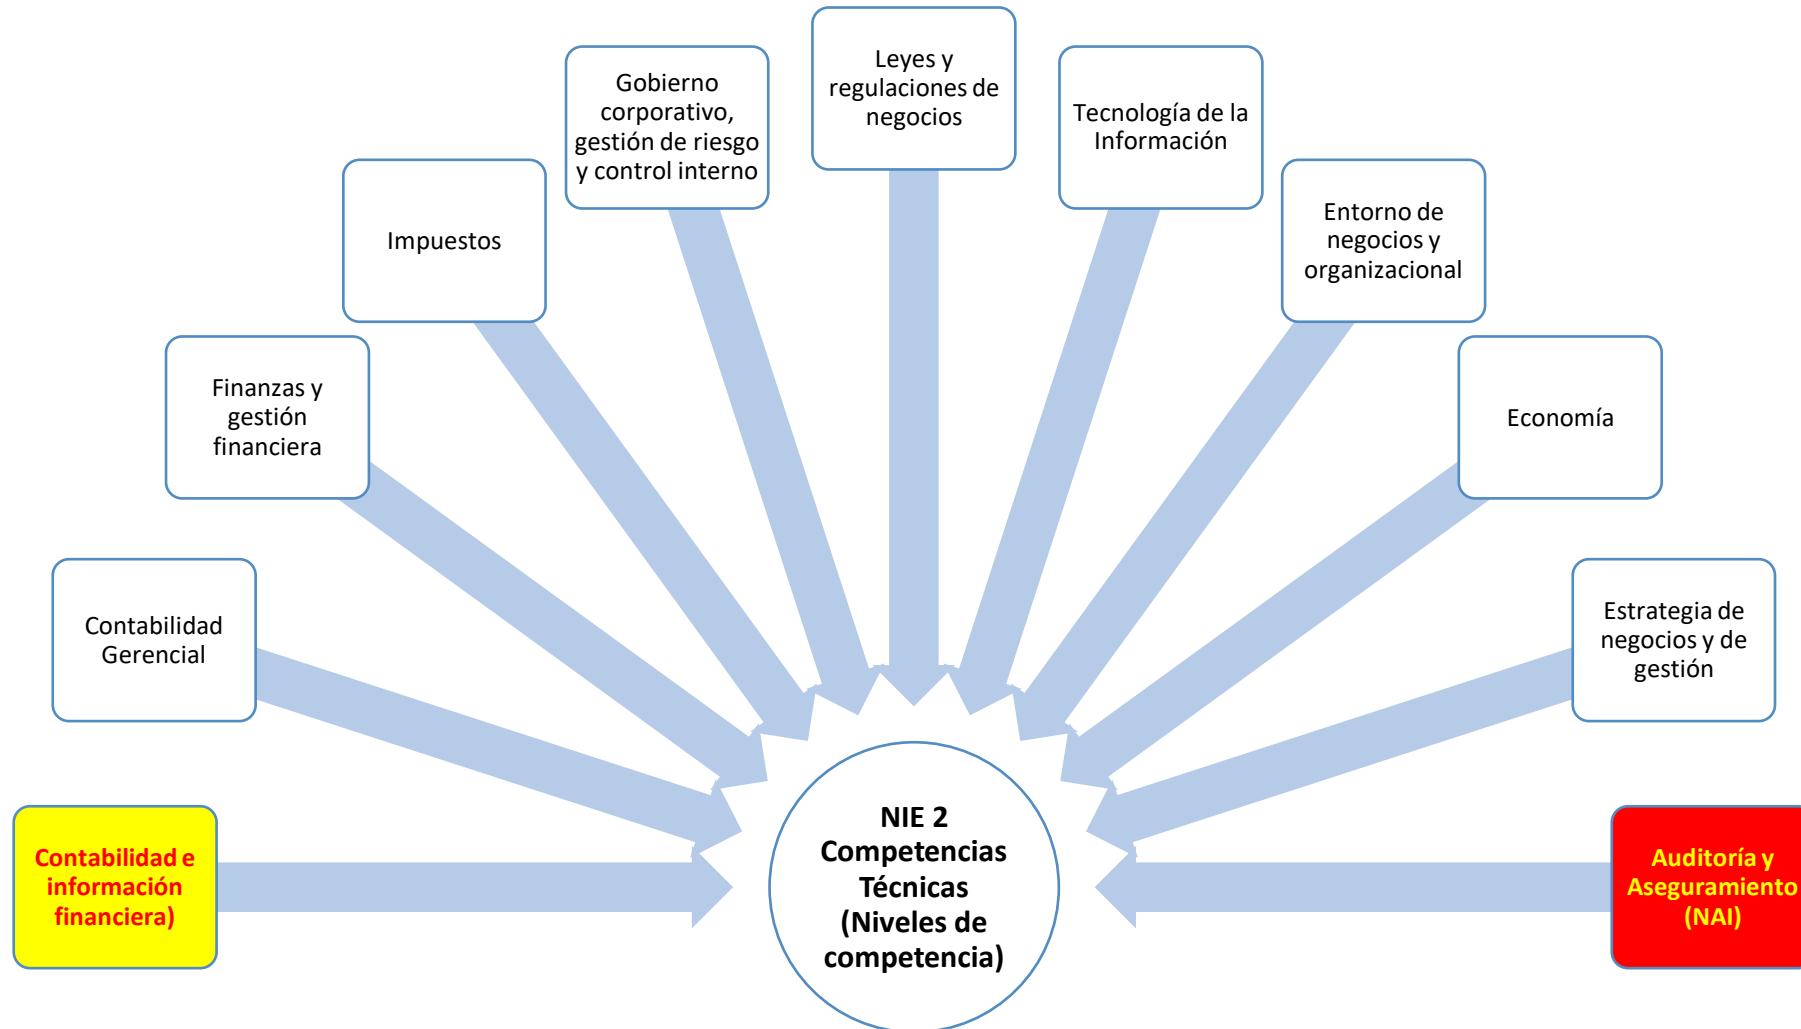 Leyes y
regulaciones de
negocios
Gobierno
corporativo,
gestión de riesgo
y control interno
Tecnología de la
Información
Impuestos
Entorno de
negocios y
organizacional
Finanzas y
gestión
financiera
Economía
Contabilidad
Gerencial
Estrategia de
negocios y de
gestión
Contabilidad e
información
financiera)
NIE 2
Competencias
Técnicas
(Niveles de
competencia)
Auditoría y
Aseguramiento
(NAI)